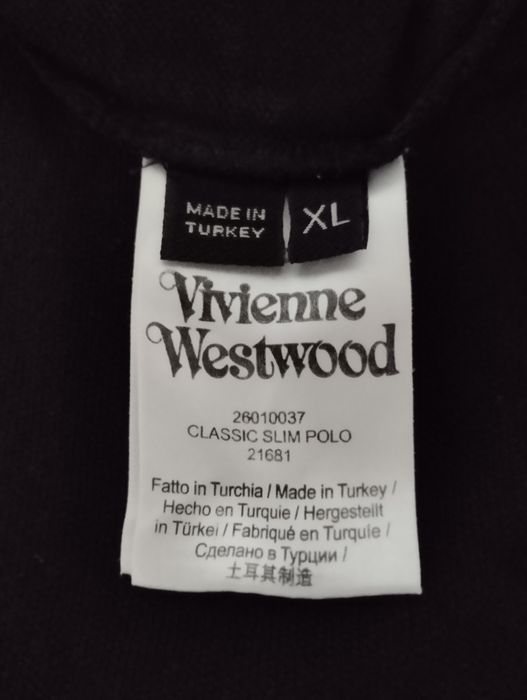 MADE IN
TURKEY
XL
Vivienne
Westwood
26010037
CLASSIC SLIM POLO
21681
Fatto in Turchia / Made in Turkey /
Hecho en Turquie / Hergestellt
in Türkei / Fabriqué en Turquie /
Сделано в Турции /
土耳其制造